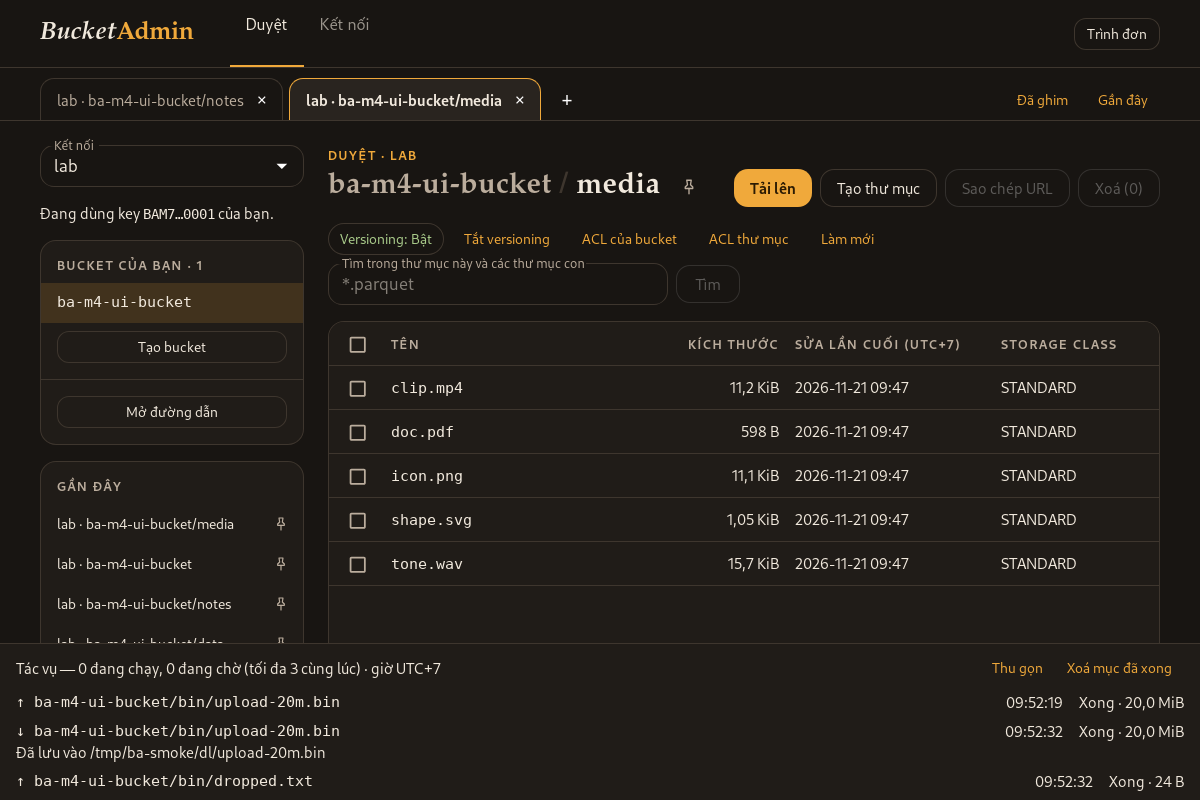 BucketAdmin Duyệt Kết nối Trình đơn
lab · ba-m4-ui-bucket/notes × lab · ba-m4-ui-bucket/media × + Đã ghim Gần đây
Kết nối
lab
Đang dùng key BAM7…0001 của bạn.
BUCKET CỦA BẠN · 1
ba-m4-ui-bucket
Tạo bucket
Mở đường dẫn
GẦN ĐÂY
lab · ba-m4-ui-bucket/media
lab · ba-m4-ui-bucket
lab · ba-m4-ui-bucket/notes
DUYỆT · LAB
ba-m4-ui-bucket / media
Tải lên Tạo thư mục Sao chép URL Xoá (0)
Versioning: Bật Tắt versioning ACL của bucket ACL thư mục Làm mới
Tìm trong thư mục này và các thư mục con
*.parquet Tìm
TÊN KÍCH THƯỚC SỬA LẦN CUỐI (UTC+7) STORAGE CLASS
clip.mp4 11,2 KiB 2026-11-21 09:47 STANDARD
doc.pdf 598 B 2026-11-21 09:47 STANDARD
icon.png 11,1 KiB 2026-11-21 09:47 STANDARD
shape.svg 1,05 KiB 2026-11-21 09:47 STANDARD
tone.wav 15,7 KiB 2026-11-21 09:47 STANDARD
Tác vụ — 0 đang chạy, 0 đang chờ (tối đa 3 cùng lúc) · giờ UTC+7 Thu gọn Xoá mục đã xong
↑ ba-m4-ui-bucket/bin/upload-20m.bin 09:52:19 Xong · 20,0 MiB
↓ ba-m4-ui-bucket/bin/upload-20m.bin 09:52:32 Xong · 20,0 MiB
Đã lưu vào /tmp/ba-smoke/dl/upload-20m.bin
↑ ba-m4-ui-bucket/bin/dropped.txt 09:52:32 Xong · 24 B